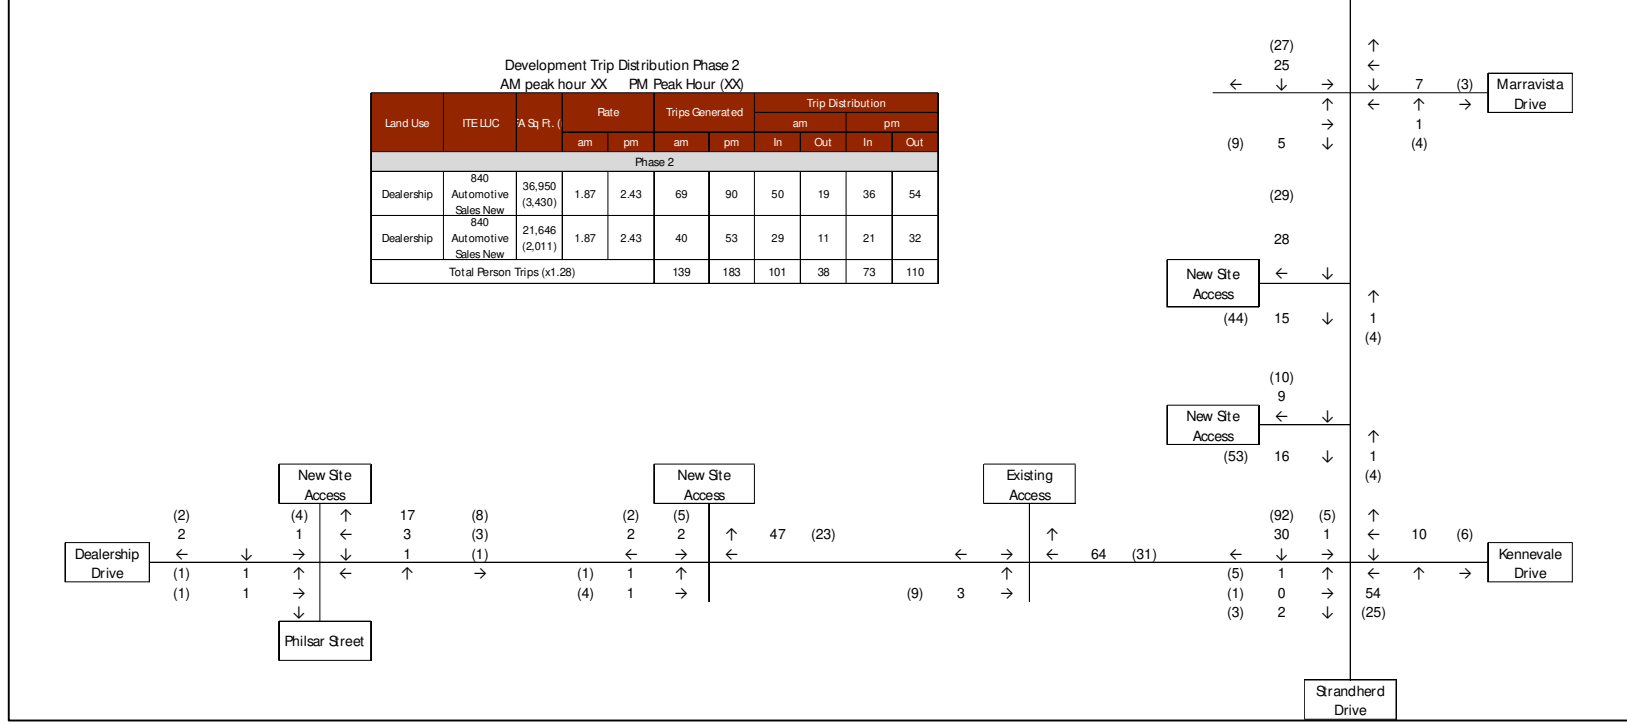 Development Trip Distribution Phase 2
AM peak hour XX PM Peak Hour (XX)
Land Use ITE LUC FA Sq Ft. ( Rate Trips Generated Trip Distribution
am pm
am pm am pm In Out In Out
Phase 2
Dealership 840 Automotive Sales New 36,950 (3,430) 1.87 2.43 69 90 50 19 36 54
Dealership 840 Automotive Sales New 21,646 (2,011) 1.87 2.43 40 53 29 11 21 32
Total Person Trips (x1.28) 139 183 101 38 73 110
(27) ↑
25 ←
← ↓ → ↓ 7 (3)
Marravista
Drive
↑ ← ↑ →
→ 1
(9) 5 ↓ (4)
(29)
28
New Site
Access
← ↓
↑
(44) 15 ↓ 1
(4)
(10)
9
New Site
Access
← ↓
↑
(53) 16 ↓ 1
(4)
New Site
Access
New Site
Access
Existing
Access
(2) (4) ↑ 17 (8) (2) (5) (92) (5) ↑
2 1 ← 3 (3) 2 2 ↑ 47 (23) ↑ 30 1 ← 10 (6)
Dealership
Drive
← ↓ → ↓ 1 (1) ← → ← ← → ← 64 (31) ← ↓ → ↓
Kennevale
Drive
(1) 1 ↑ ← ↑ → (1) 1 ↑ ↑ (5) 1 ↑ ← ↑ →
(1) 1 → (4) 1 → (9) 3 → (1) 0 → 54
↓ (3) 2 ↓ (25)
Philsar Street
Strandherd
Drive